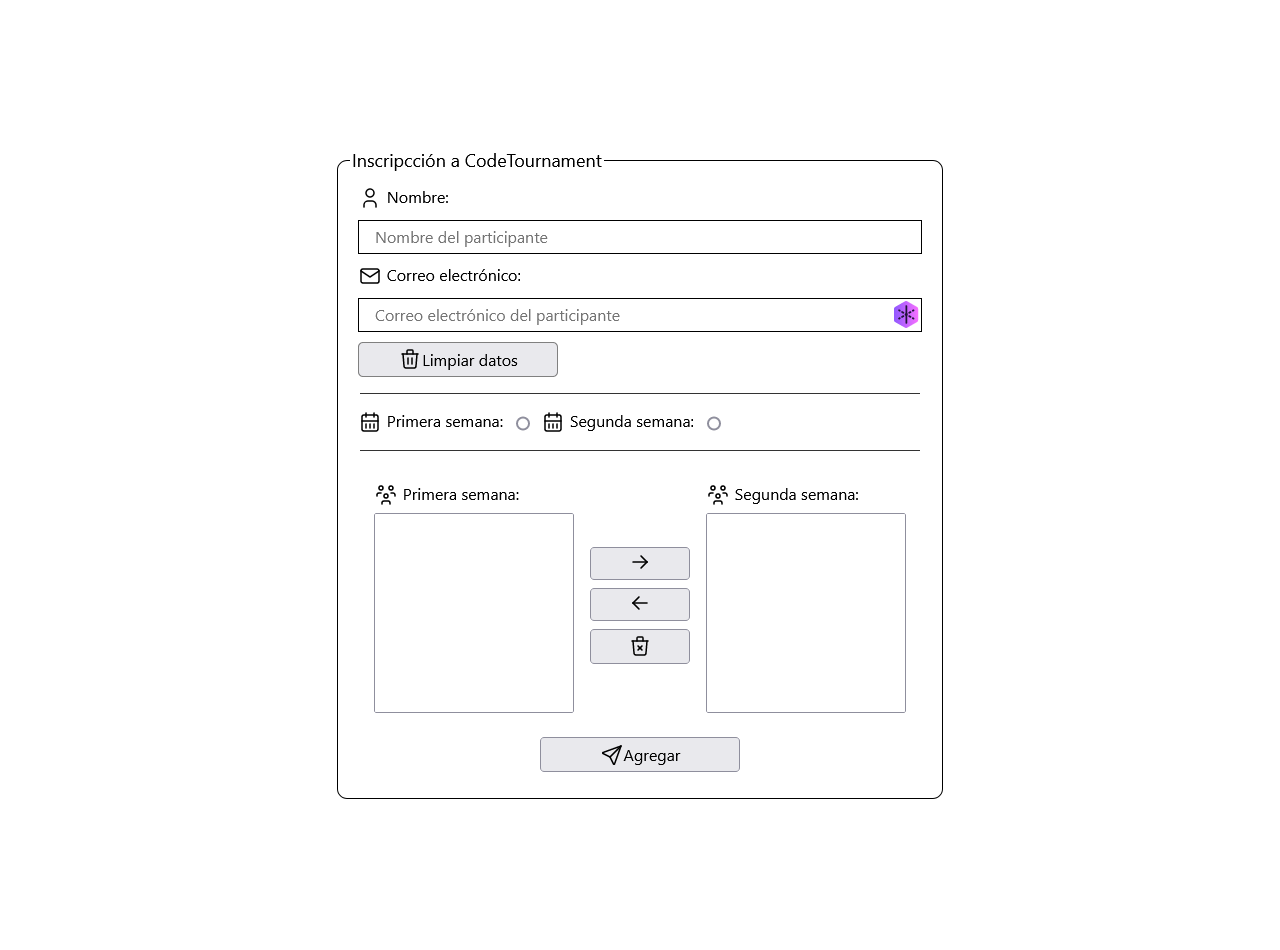 Inscripcción a CodeTournament
Nombre:
Nombre del participante
Correo electrónico:
Correo electrónico del participante
Limpiar datos
Primera semana: Segunda semana:
Primera semana: Segunda semana:
Agregar